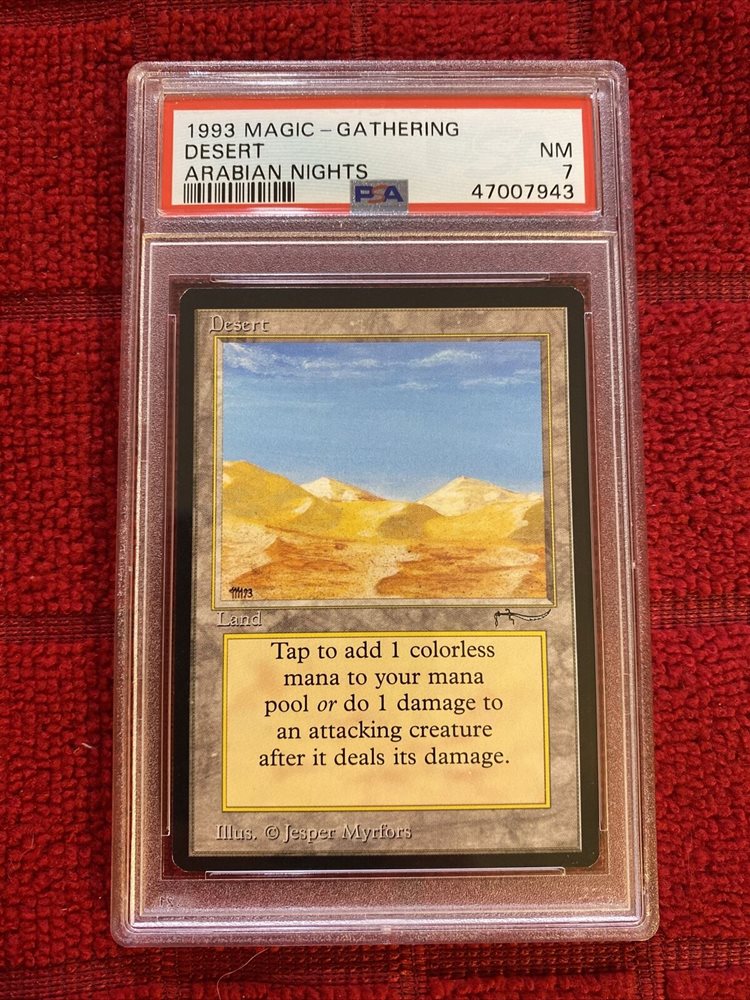 1993 MAGIC - GATHERING
DESERT NM
ARABIAN NIGHTS 7
PSA 47007943
Desert
MM93
Land
Tap to add 1 colorless
mana to your mana
pool or do 1 damage to
an attacking creature
after it deals its damage.
Illus. © Jesper Myrfors